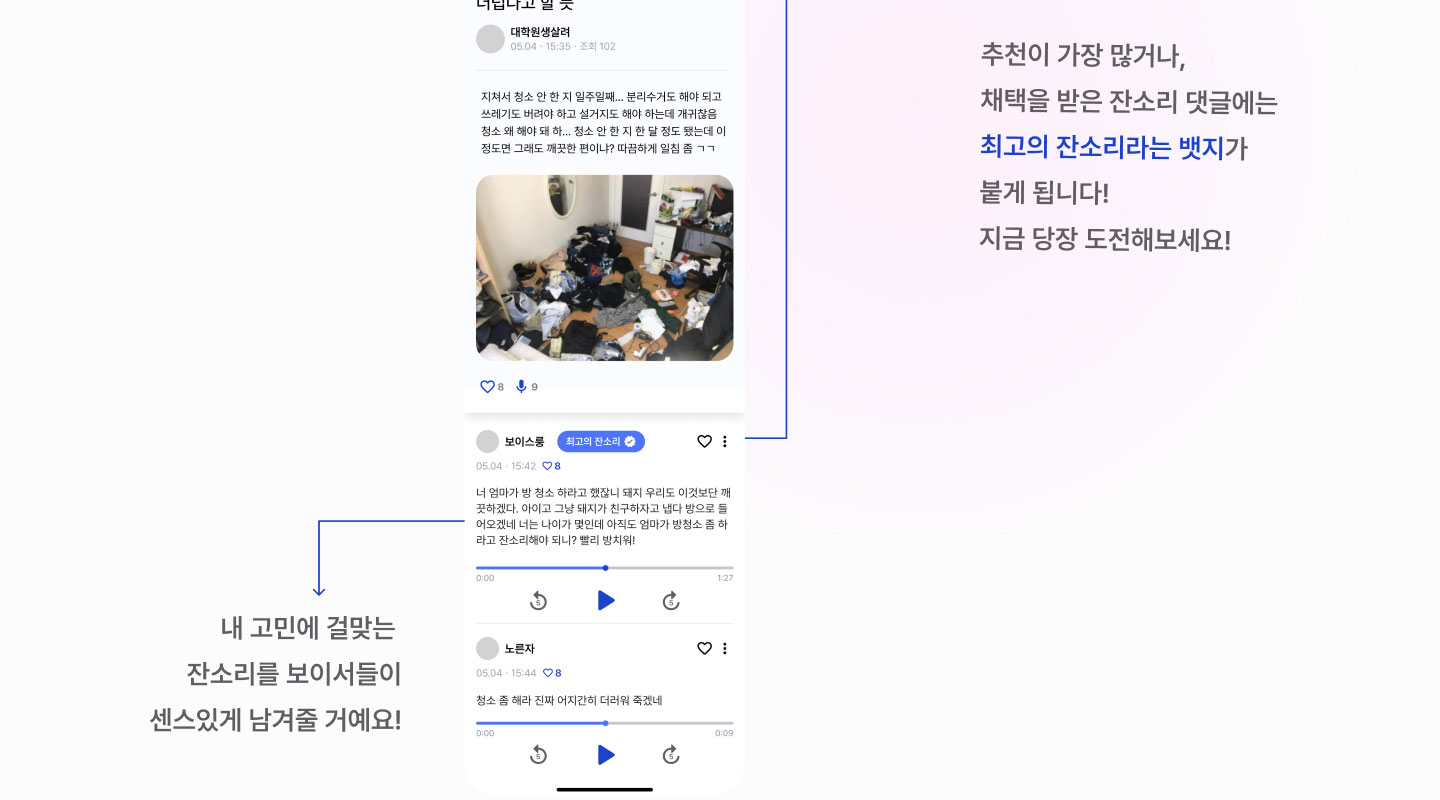 더럽다고 할 듯
대학원생살려
05.04 · 15:35 · 조회 102
지쳐서 청소 안 한 지 일주일째... 분리수거도 해야 되고
쓰레기도 버려야 하고 설거지도 해야 하는데 개귀찮음
청소 왜 해야 돼 하... 청소 안 한 지 한 달 정도 됐는데 이
정도면 그래도 깨끗한 편이냐? 따끔하게 일침 좀 ㄱㄱ
8 9
보이스룽 최고의 잔소리
05.04 · 15:42 8
너 엄마가 방 청소 하라고 했잖니 돼지 우리도 이것보단 깨
끗하겠다. 아이고 그냥 돼지가 친구하자고 냅다 방으로 들
어오겠네 너는 나이가 몇인데 아직도 엄마가 방청소 좀 하
라고 잔소리해야 되니? 빨리 방치워!
0:00 1:27
5 5
노른자
05.04 · 15:44 8
청소 좀 해라 진짜 어지간히 더러워 죽겠네
0:00 0:09
5 5
추천이 가장 많거나,
채택을 받은 잔소리 댓글에는
최고의 잔소리라는 뱃지가
붙게 됩니다!
지금 당장 도전해보세요!
내 고민에 걸맞는
잔소리를 보이서들이
센스있게 남겨줄 거예요!